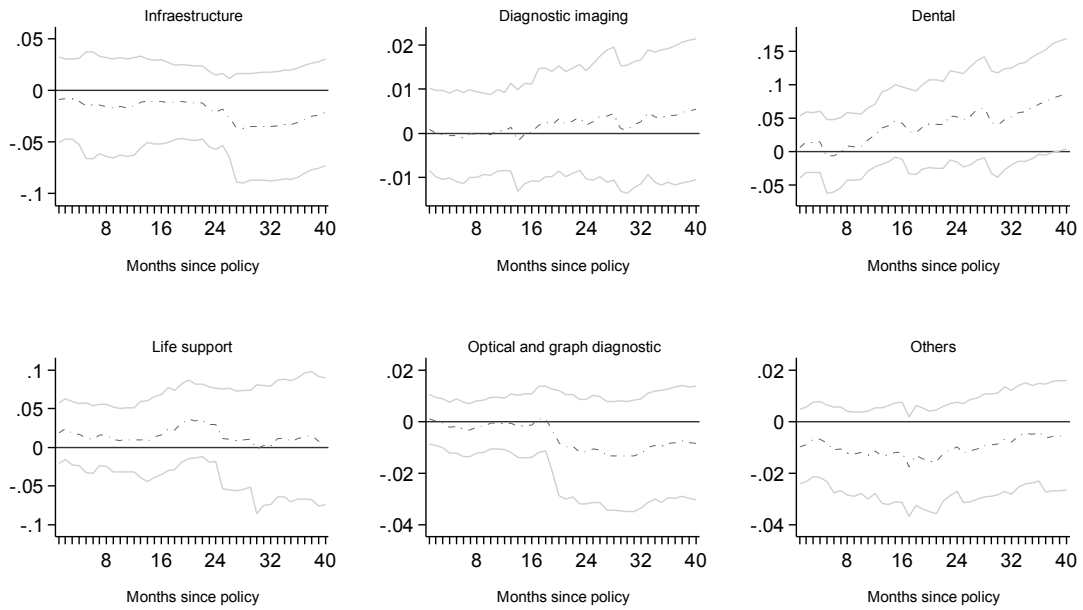 Infraestructure
.05
0
-.05
-.1
8 16 24 32 40
Months since policy
Diagnostic imaging
.02
.01
0
-.01
8 16 24 32 40
Months since policy
Dental
.15
.1
.05
0
-.05
8 16 24 32 40
Months since policy
Life support
.1
.05
0
-.05
-.1
8 16 24 32 40
Months since policy
Optical and graph diagnostic
.02
0
-.02
-.04
8 16 24 32 40
Months since policy
Others
.02
0
-.02
-.04
8 16 24 32 40
Months since policy